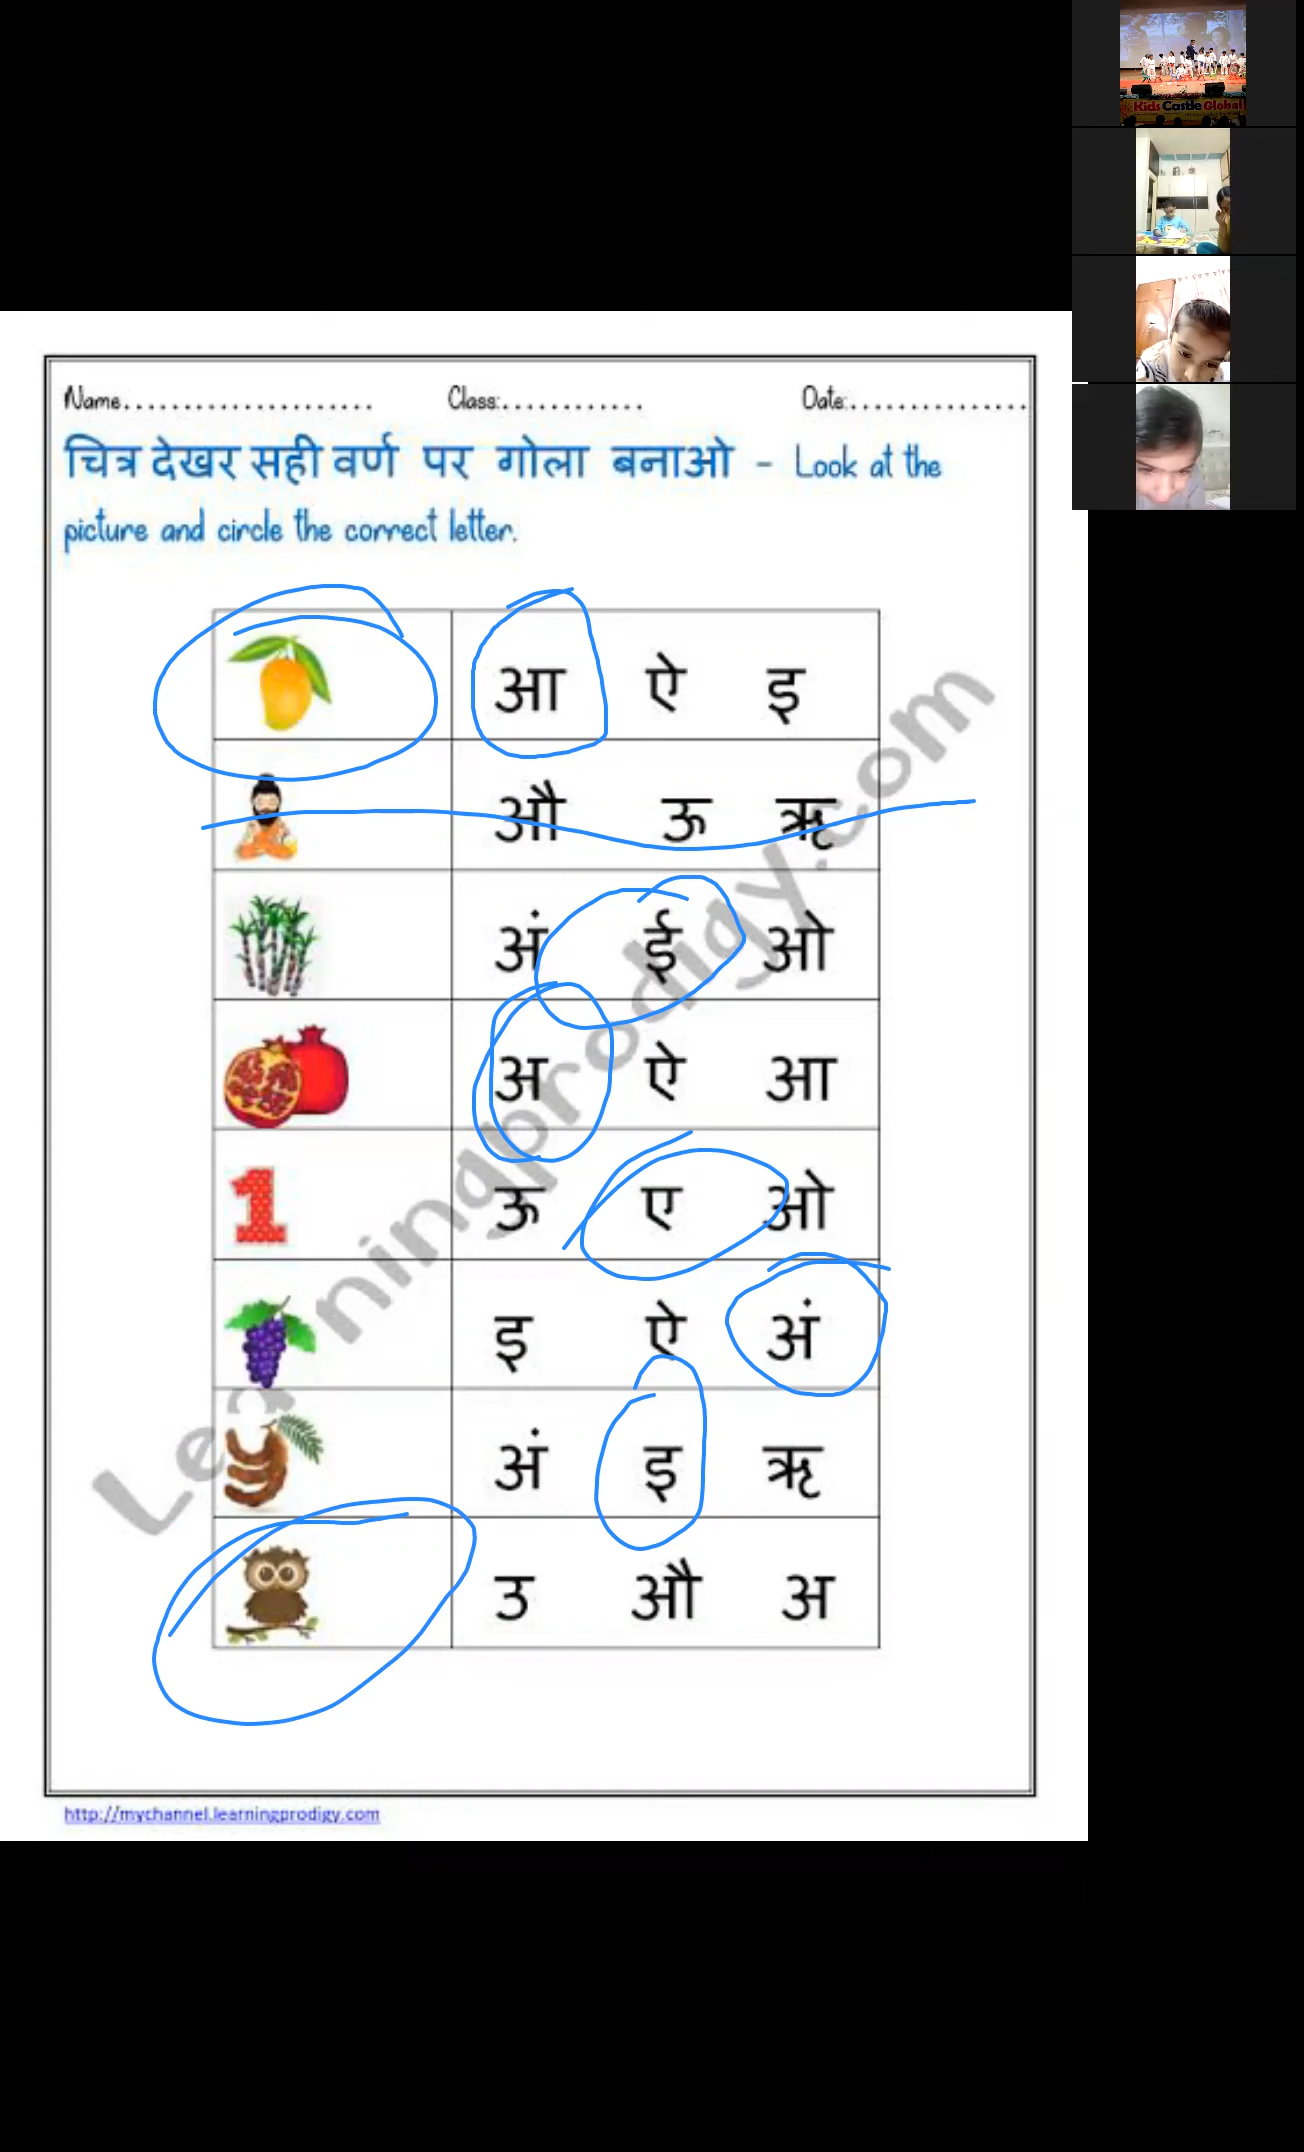 Kids Castle Global
Name..................... Class:............ Date:...............
चित्र देखर सही वर्ण पर गोला बनाओ - Look at the
picture and circle the correct letter.
आ ऐ इ
औ ऊ ऋ
अं ई ओ
अ ऐ आ
1 ऊ ए ओ
इ ऐ अं
अं इ ऋ
उ औ अ
Learningprodigy.com
http://mychannel.learningprodigy.com